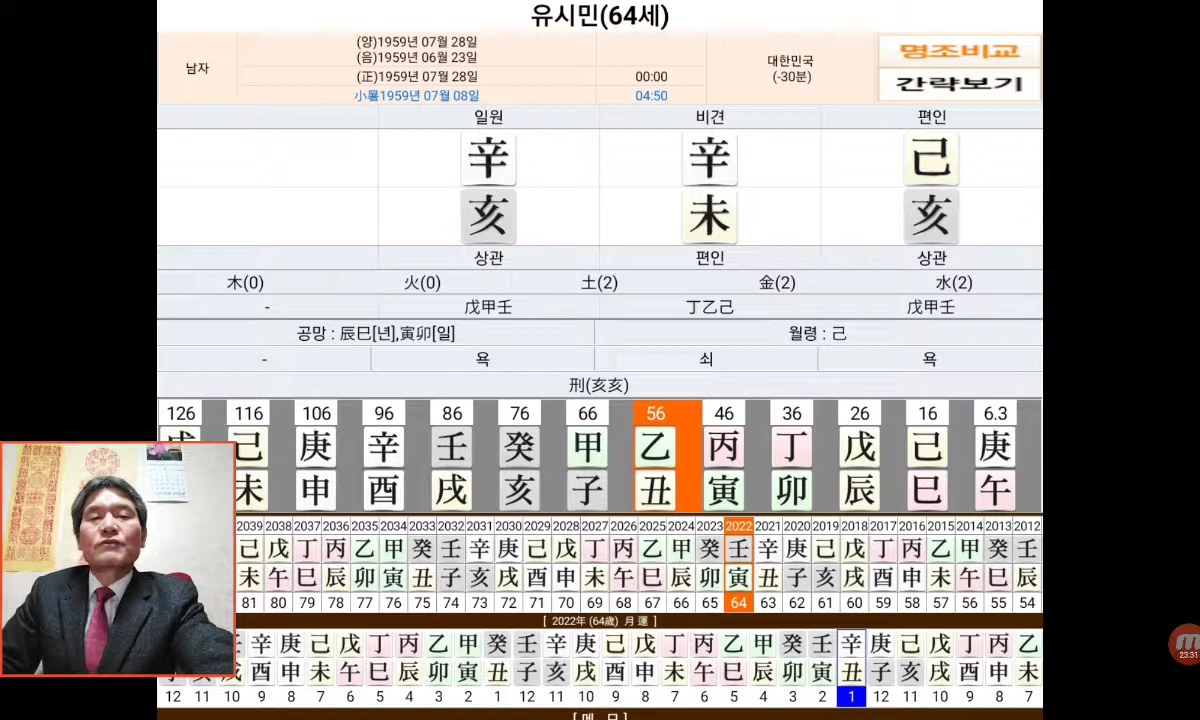 유시민(64세)
남자
(양)1959년 07월 28일
(음)1959년 06월 23일
(正)1959년 07월 28일 00:00
小暑1959년 07월 08일 04:50
대한민국
(-30분)
명조비교
간략보기
일원 비견 편인
辛 辛 己
亥 未 亥
상관 편인 상관
木(0) 火(0) 土(2) 金(2) 水(2)
- 戊甲壬 丁乙己 戊甲壬
공망 : 辰巳[년],寅卯[일] 월령 : 己
- 욕 쇠 욕
刑(亥亥)
126 116 106 96 86 76 66 56 46 36 26 16 6.3
己 庚 辛 壬 癸 甲 乙 丙 丁 戊 己 庚
未 申 酉 戌 亥 子 丑 寅 卯 辰 巳 午
2039 2038 2037 2036 2035 2034 2033 2032 2031 2030 2029 2028 2027 2026 2025 2024 2023 2022 2021 2020 2019 2018 2017 2016 2015 2014 2013 2012
己 戊 丁 丙 乙 甲 癸 壬 辛 庚 己 戊 丁 丙 乙 甲 癸 壬 辛 庚 己 戊 丁 丙 乙 甲 癸 壬
未 午 巳 辰 卯 寅 丑 子 亥 戌 酉 申 未 午 巳 辰 卯 寅 丑 子 亥 戌 酉 申 未 午 巳 辰
81 80 79 78 77 76 75 74 73 72 71 70 69 68 67 66 65 64 63 62 61 60 59 58 57 56 55 54
[ 2022年 (64歲) 月 運 ]
辛 庚 己 戊 丁 丙 乙 甲 癸 壬 辛 庚 己 戊 丁 丙 乙 甲 癸 壬 辛 庚 己 戊 丁 丙 乙
戌 酉 申 未 午 巳 辰 卯 寅 丑 子 亥 戌 酉 申 未 午 巳 辰 卯 寅 丑 子 亥 戌 酉 申 未
12 11 10 9 8 7 6 5 4 3 2 1 12 11 10 9 8 7 6 5 4 3 2 1 12 11 10 9 8 7
[ 메 모 ]
23:31